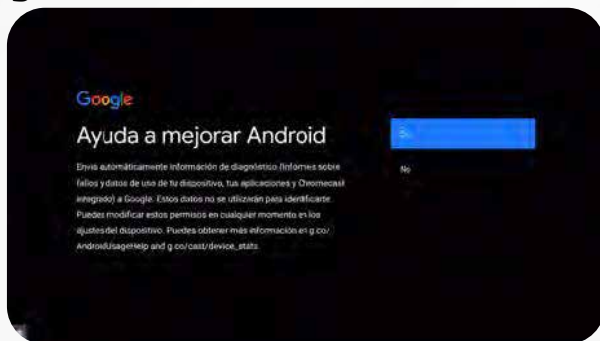 Google
Ayuda a mejorar Android
Envía automáticamente información de diagnóstico (informes sobre
fallos y datos de uso de tu dispositivo, tus aplicaciones y Chromecast
integrado) a Google. Estos datos no se utilizarán para identificarte.
Puedes modificar estos permisos en cualquier momento en los
ajustes del dispositivo. Puedes obtener más información en g.co/
AndroidUsageHelp and g.co/cast/device_stats.
No